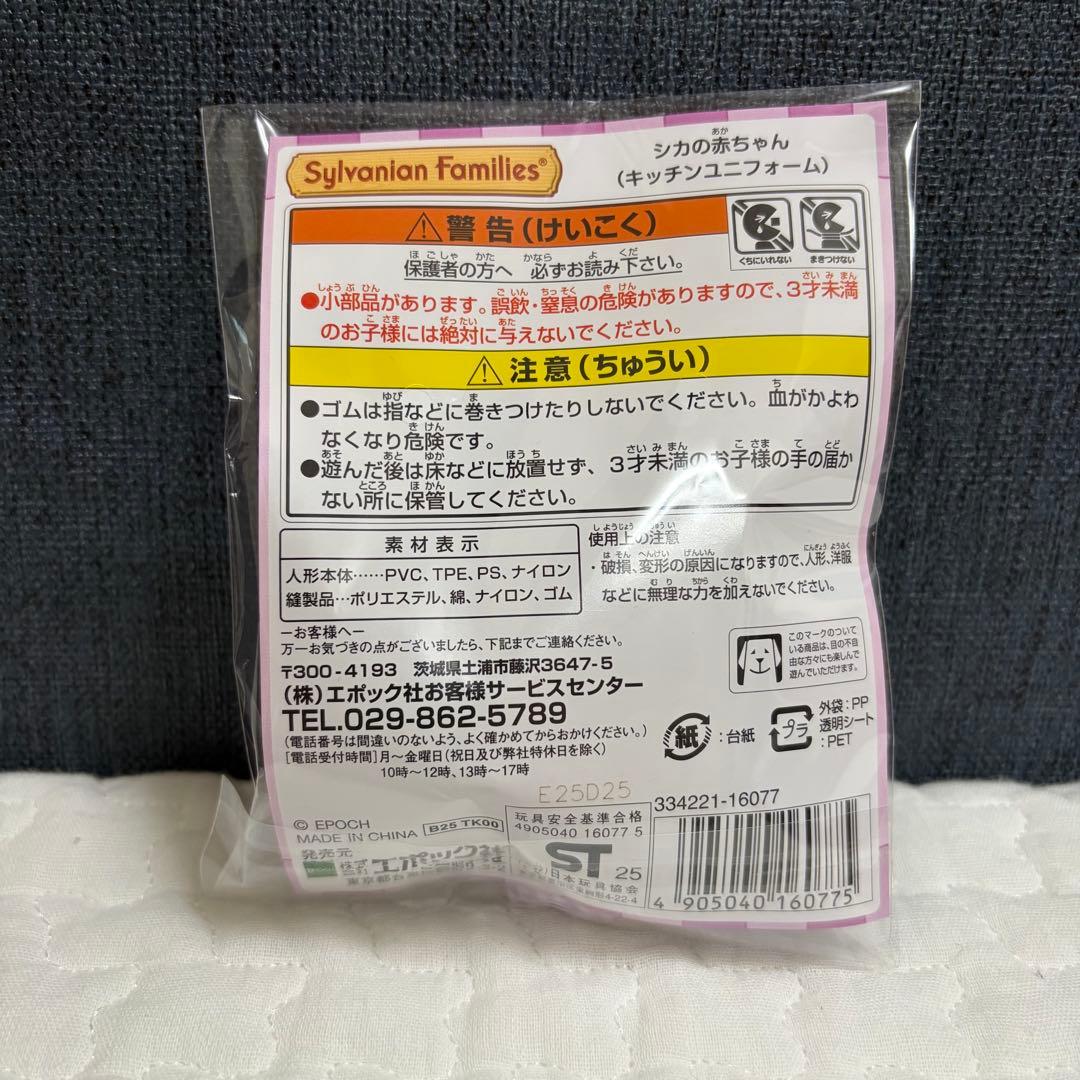 Sylvanian Families®
シカの赤ちゃん
(キッチンユニフォーム)
⚠警告(けいこく)
保護者の方へ 必ずお読み下さい。
くちにいれない
まきつけない
●小部品があります。誤飲・窒息の危険がありますので、3才未満
のお子様には絶対に与えないでください。
⚠注意(ちゅうい)
●ゴムは指などに巻きつけたりしないでください。血がかよわ
なくなり危険です。
●遊んだ後は床などに放置せず、3才未満のお子様の手の届か
ない所に保管してください。
素材表示
人形本体……PVC、TPE、PS、ナイロン
縫製品…ポリエステル、綿、ナイロン、ゴム
使用上の注意
・破損、変形の原因になりますので、人形、洋服
などに無理な力を加えないでください。
ーお客様へー
万一お気づきの点がございましたら、下記までご連絡ください。
〒300-4193 茨城県土浦市藤沢3647-5
(株)エポック社お客様サービスセンター
TEL.029-862-5789
(電話番号は間違いのないよう、よく確かめてからおかけください。)
[電話受付時間]月〜金曜日(祝日及び弊社特休日を除く)
10時〜12時、13時〜17時
このマークのついて
いる商品は、目の不自
由な方々にも楽しんで
遊んでいただけます。
紙
:台紙
プラ
外袋:PP
透明シート
:PET
E25D25
© EPOCH
MADE IN CHINA
B25 TK00
発売元
株式会社エポック社
玩具安全基準合格
4905040 16077 5
ST
25
日本玩具協会
4-22-4
334221-16077
4 905040 160775